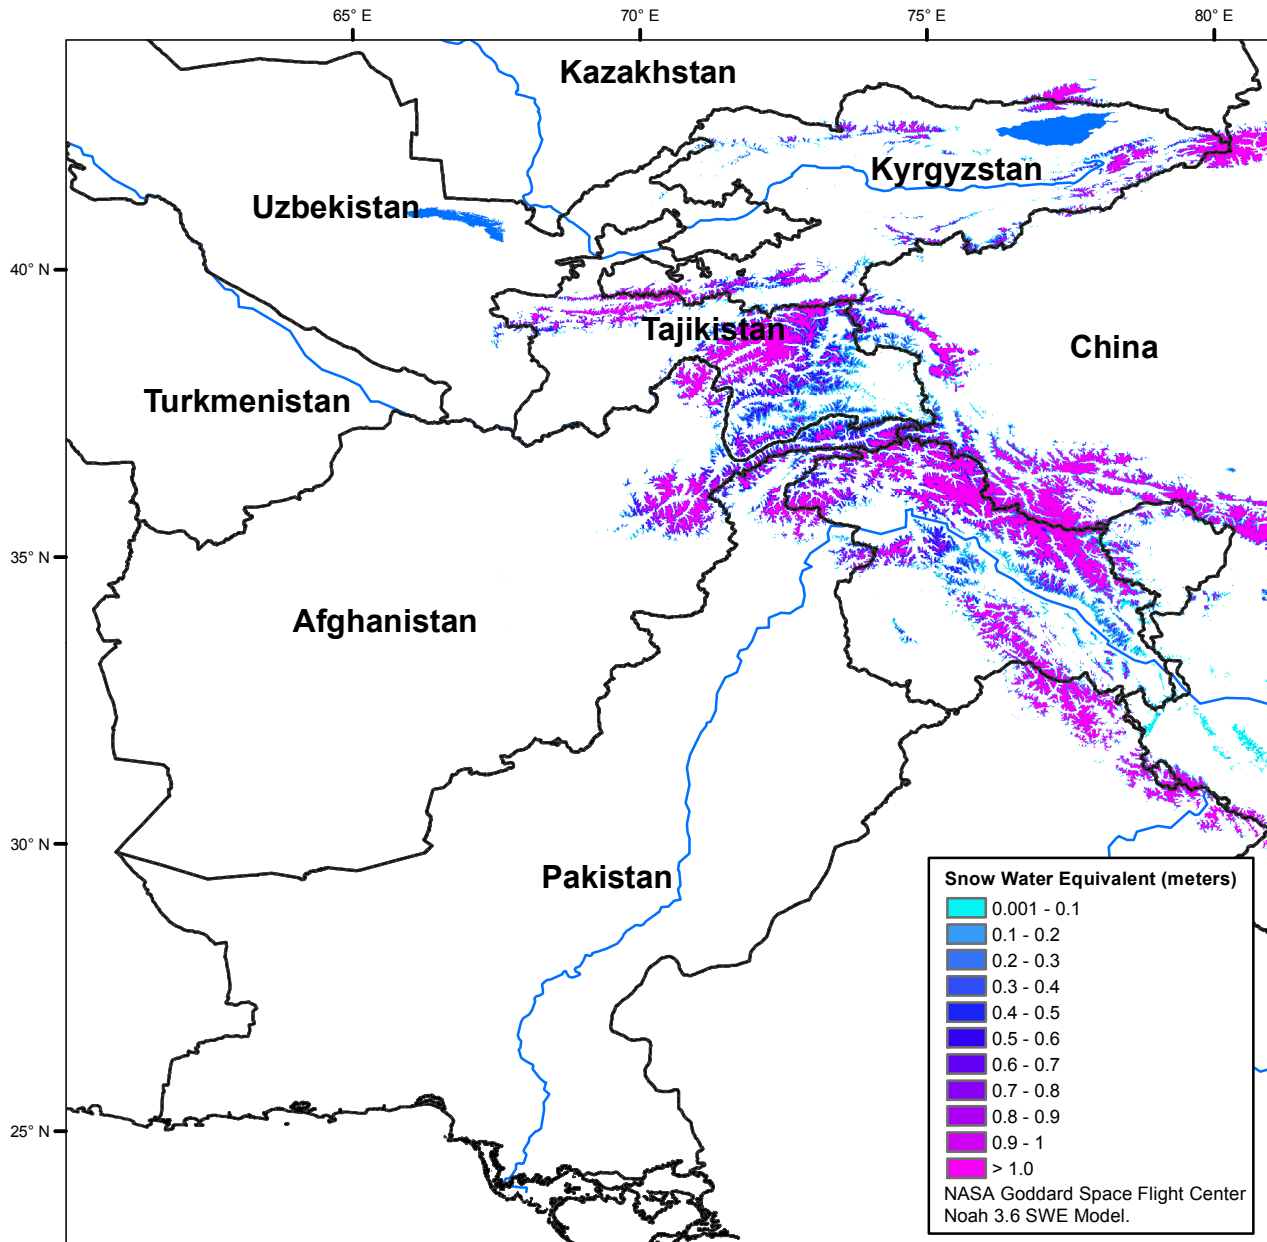 65° E
70° E
75° E
80° E
Kazakhstan
Kyrgyzstan
Uzbekistan
40° N
Tajikistan
China
Turkmenistan
35° N
Afghanistan
30° N
Pakistan
25° N
Snow Water Equivalent (meters)
0.001 - 0.1
0.1 - 0.2
0.2 - 0.3
0.3 - 0.4
0.4 - 0.5
0.5 - 0.6
0.6 - 0.7
0.7 - 0.8
0.8 - 0.9
0.9 - 1
> 1.0
NASA Goddard Space Flight Center
Noah 3.6 SWE Model.